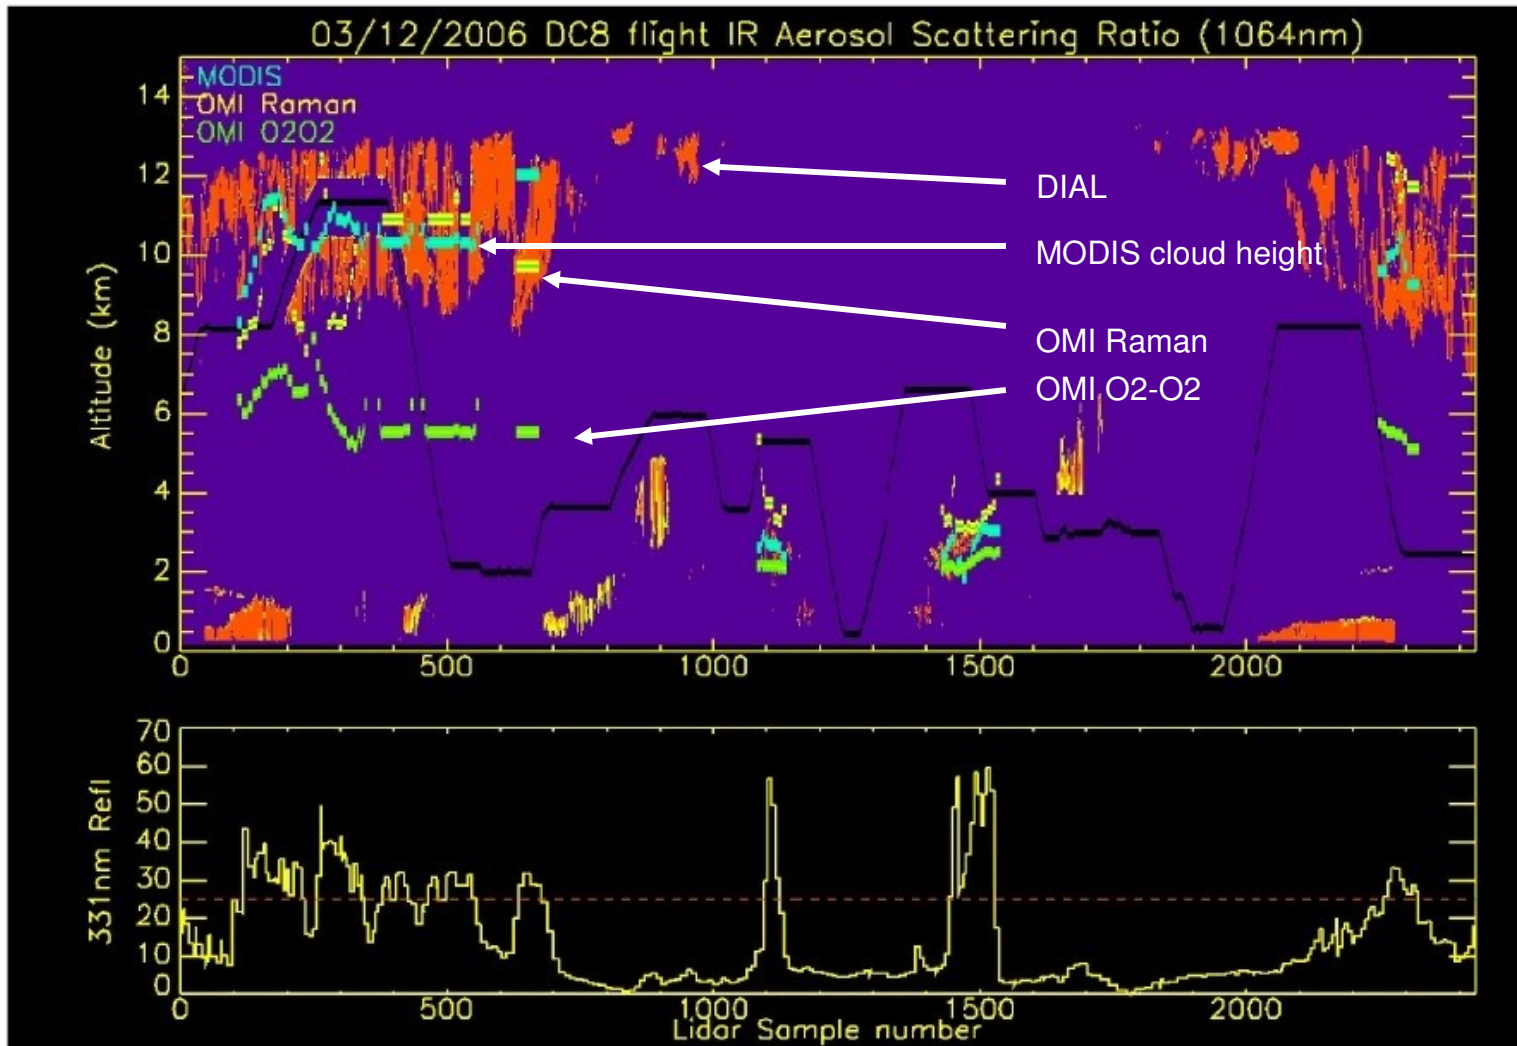 03/12/2006 DC8 flight IR Aerosol Scattering Ratio (1064nm)
MODIS
OMI Raman
OMI O2O2
DIAL
MODIS cloud height
OMI Raman
OMI O2-O2
Altitude (km)
14
12
10
8
6
4
2
0
0 500 1000 1500 2000
331nm Refl
70
60
50
40
30
20
10
0
0 500 1000 1500 2000
Lidar Sample number